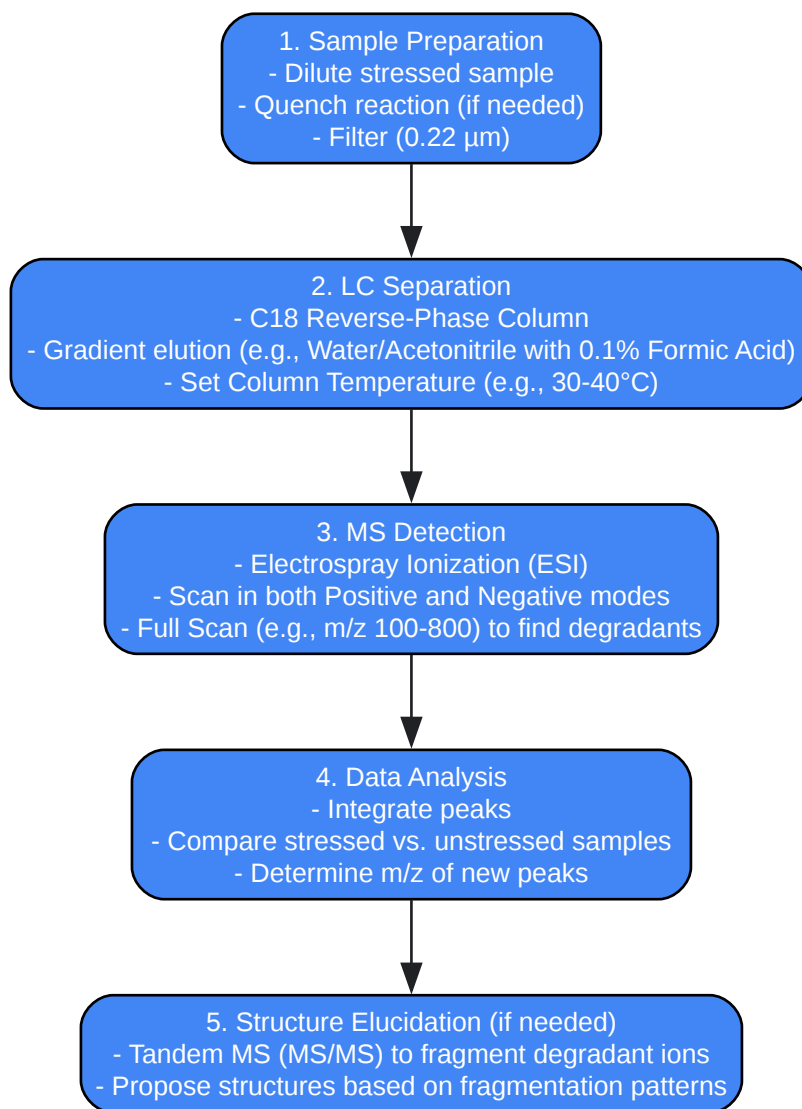 1. Sample Preparation
- Dilute stressed sample
- Quench reaction (if needed)
- Filter (0.22 µm)
2. LC Separation
- C18 Reverse-Phase Column
- Gradient elution (e.g., Water/Acetonitrile with 0.1% Formic Acid)
- Set Column Temperature (e.g., 30-40°C)
3. MS Detection
- Electrospray Ionization (ESI)
- Scan in both Positive and Negative modes
- Full Scan (e.g., m/z 100-800) to find degradants
4. Data Analysis
- Integrate peaks
- Compare stressed vs. unstressed samples
- Determine m/z of new peaks
5. Structure Elucidation (if needed)
- Tandem MS (MS/MS) to fragment degradant ions
- Propose structures based on fragmentation patterns